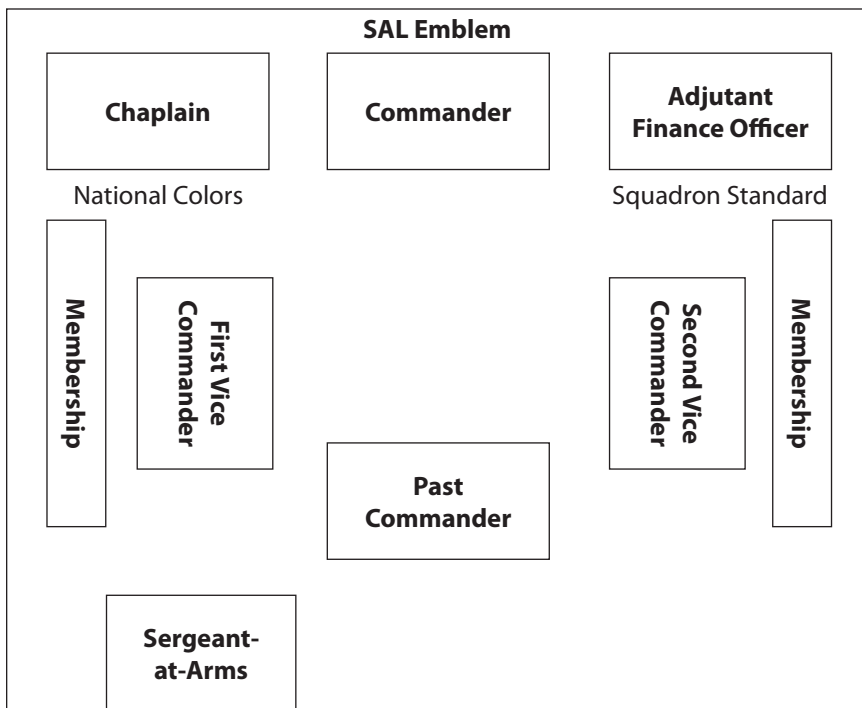 SAL Emblem
Chaplain
Commander
Adjutant
Finance Officer
National Colors
Squadron Standard
Membership
First Vice
Commander
Second Vice
Commander
Membership
Past
Commander
Sergeant-
at-Arms